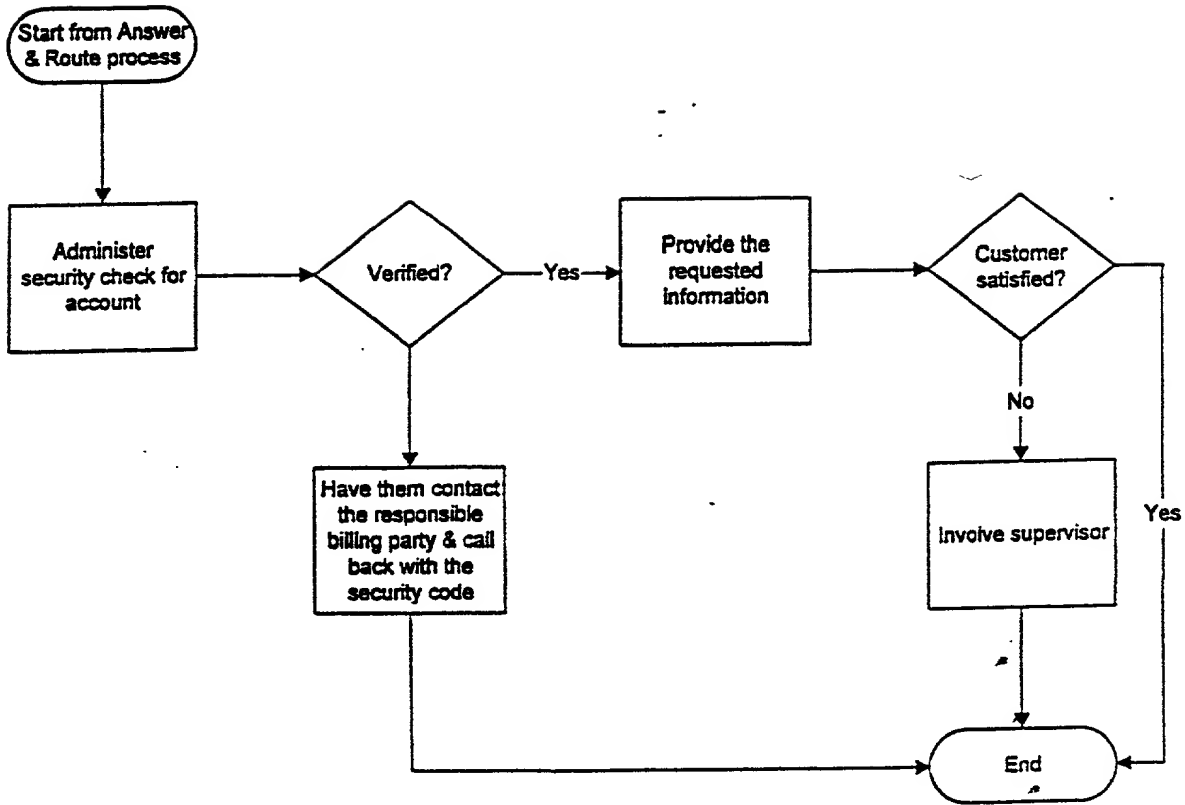 Start from Answer
& Route process
Administer
security check for
account
Verified?
Yes
Provide the
requested
information
Customer
satisfied?
No
Yes
Have them contact
the responsible
billing party & call
back with the
security code
Involve supervisor
End